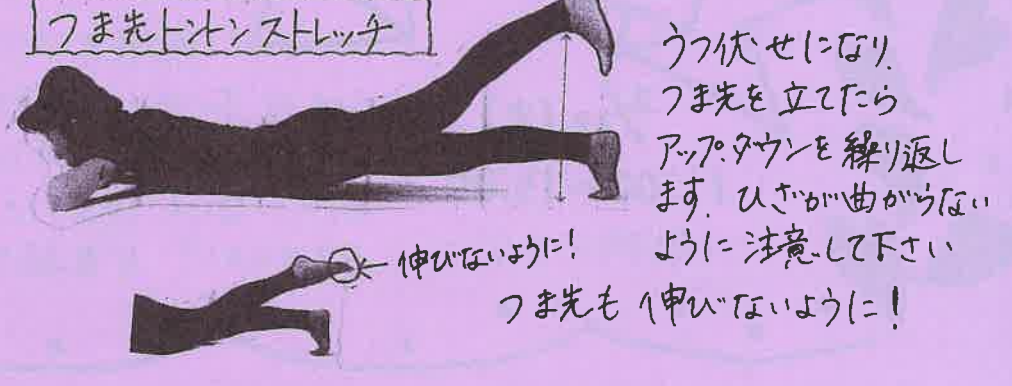 つま先トントンストレッチ
うつ伏せになり、
つま先を立てたら
アップ、ダウンを繰り返し
ます。ひざが曲がらない
ように注意して下さい
つま先も伸びないように!
伸びないように!